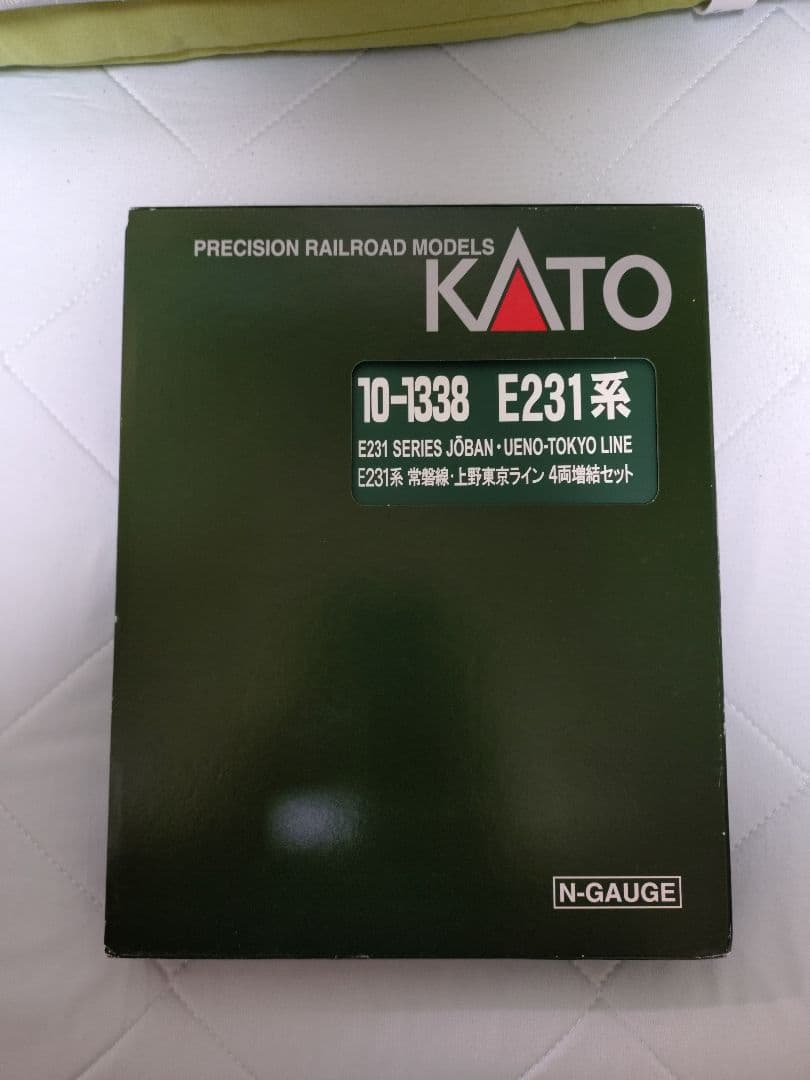 PRECISION RAILROAD MODELS
KATO
10-1338 E231系
E231 SERIES JŌBAN・UENO-TOKYO LINE
E231系 常磐線・上野東京ライン 4両増結セット
N-GAUGE